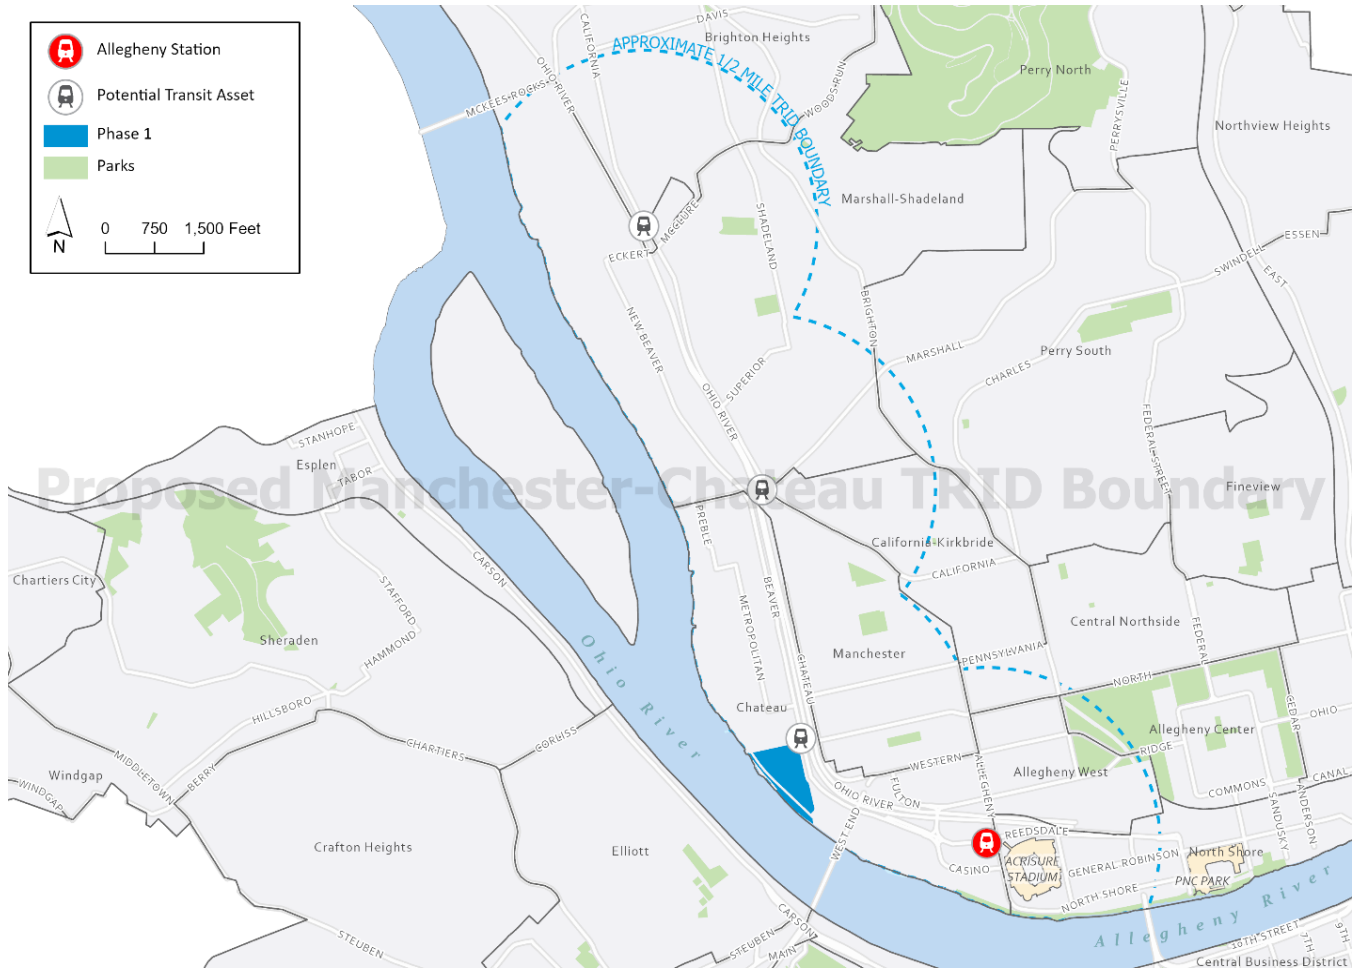 Allegheny Station
Potential Transit Asset
Phase 1
Parks
N
0 750 1,500 Feet
DAVIS
CALIFORNIA
Brighton Heights
APPROXIMATE 1/2 MILE TRID BOUNDARY
OHIO RIVER
MCKEES ROCKS
WOODS RUN
Perry North
PERRYSVILLE
Northview Heights
Marshall-Shadeland
MCCLURE
SHADELAND
ECKERT
ESSEN
SWINDELL
EAST
NEW BEAVER
BRIGHTON
MARSHALL
Perry South
CHARLES
SUPERIOR
OHIO RIVER
FEDERAL STREET
STANHOPE
Esplen
TABOR
Proposed Manchester-Chateau TRID Boundary
Fineview
PREBLE
California-Kirkbride
CALIFORNIA
CARSON
Chartiers City
STAFFORD
BEAVER
METROPOLITAN
Central Northside
FEDERAL
Sheraden
HAMMOND
Ohio River
Manchester
CHATEAU
PENNSYLVANIA
NORTH
CEDAR
HILLSBORO
Chateau
Allegheny Center
OHIO
CORLISS
CHARTIERS
RIDGE
Windgap
MIDDLETOWN
BERRY
WINDGAP
WESTERN
ALLEGHENY
Allegheny West
COMMONS
CANAL
FULTON
OHIO RIVER
SANDUSKY
ANDERSON
WEST END
REEDSDALE
Crafton Heights
Elliott
CASINO
ACRISURE
STADIUM
GENERAL ROBINSON
North Shore
NORTH SHORE
PNC PARK
Allegheny River
CARSON
STEUBEN
STEUBEN
MAIN
10TH STREET
7TH
9TH
Central Business District